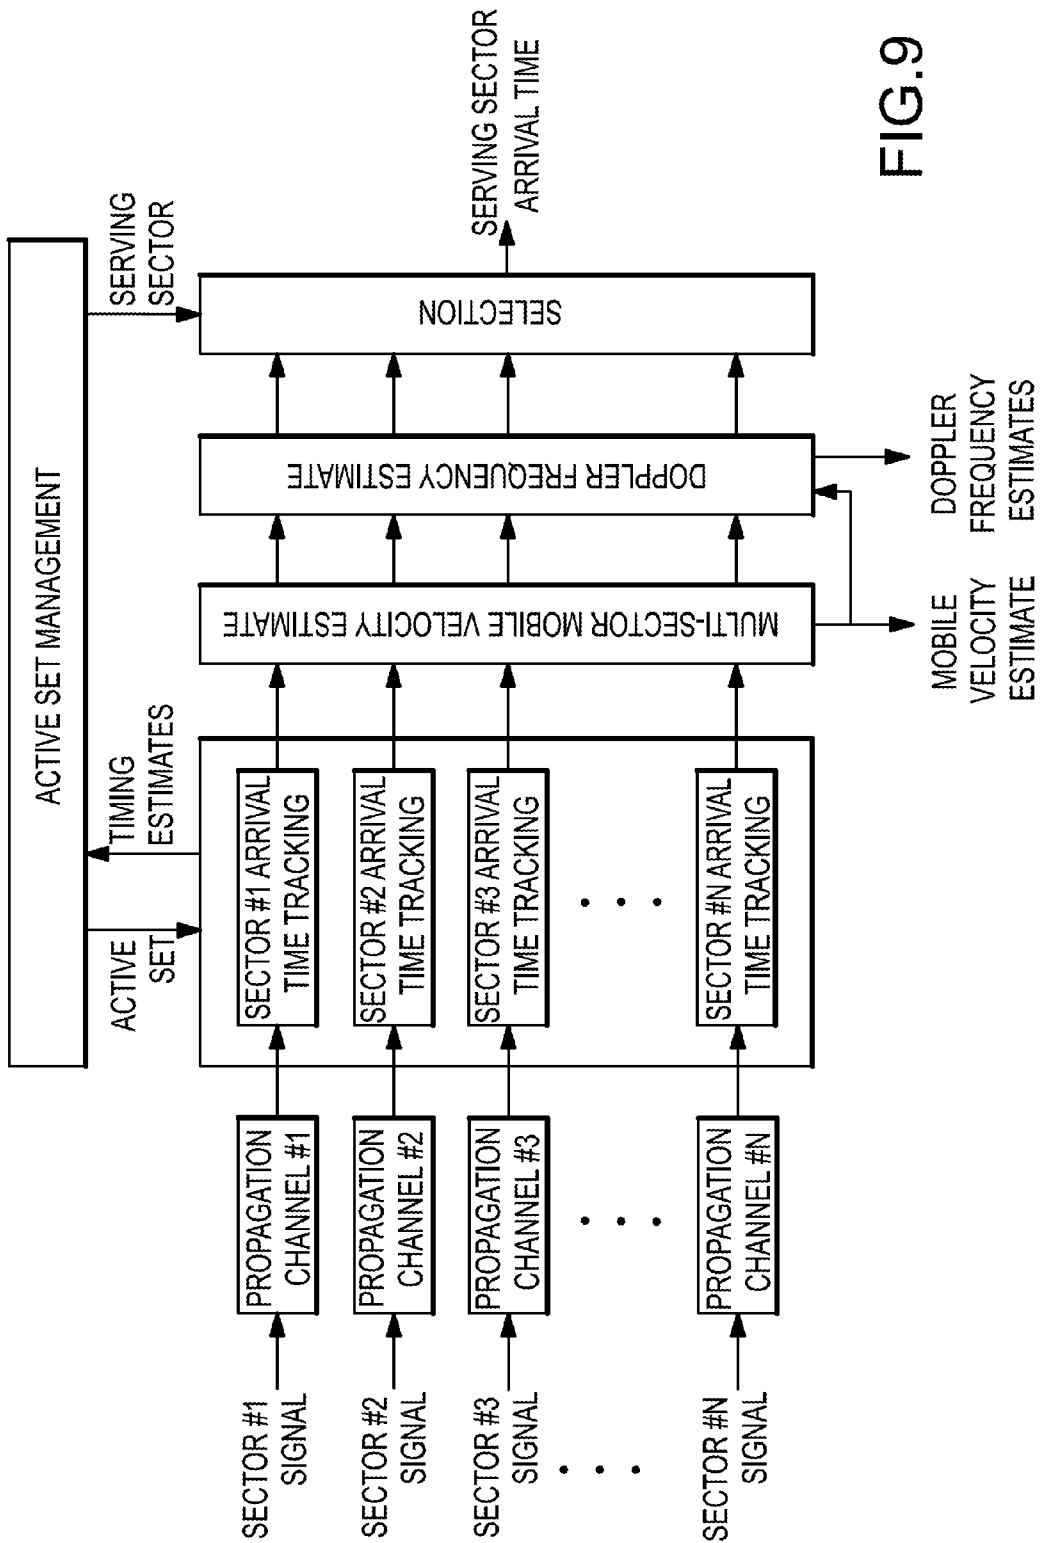 ACTIVE SET MANAGEMENT
ACTIVE
SET
TIMING
ESTIMATES
SERVING
SECTOR
SECTOR #1
SIGNAL
PROPAGATION
CHANNEL #1
SECTOR #1 ARRIVAL
TIME TRACKING
SECTOR #2
SIGNAL
PROPAGATION
CHANNEL #2
SECTOR #2 ARRIVAL
TIME TRACKING
SECTOR #3
SIGNAL
PROPAGATION
CHANNEL #3
SECTOR #3 ARRIVAL
TIME TRACKING
SECTOR #N
SIGNAL
PROPAGATION
CHANNEL #N
SECTOR #N ARRIVAL
TIME TRACKING
MULTI-SECTOR MOBILE VELOCITY ESTIMATE
DOPPLER FREQUENCY ESTIMATE
SELECTION
SERVING SECTOR
ARRIVAL TIME
MOBILE
VELOCITY
ESTIMATE
DOPPLER
FREQUENCY
ESTIMATES
FIG.9